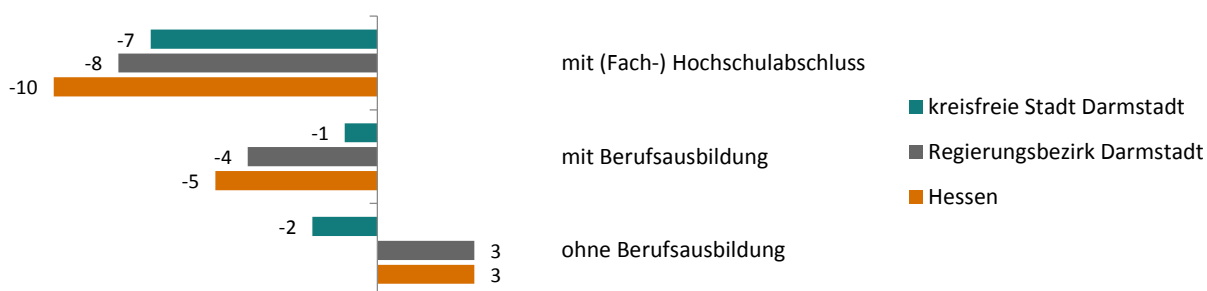 -7
-8
-10
mit (Fach-) Hochschulabschluss
-1
-4
-5
mit Berufsausbildung
-2
3
3
ohne Berufsausbildung
kreisfreie Stadt Darmstadt
Regierungsbezirk Darmstadt
Hessen